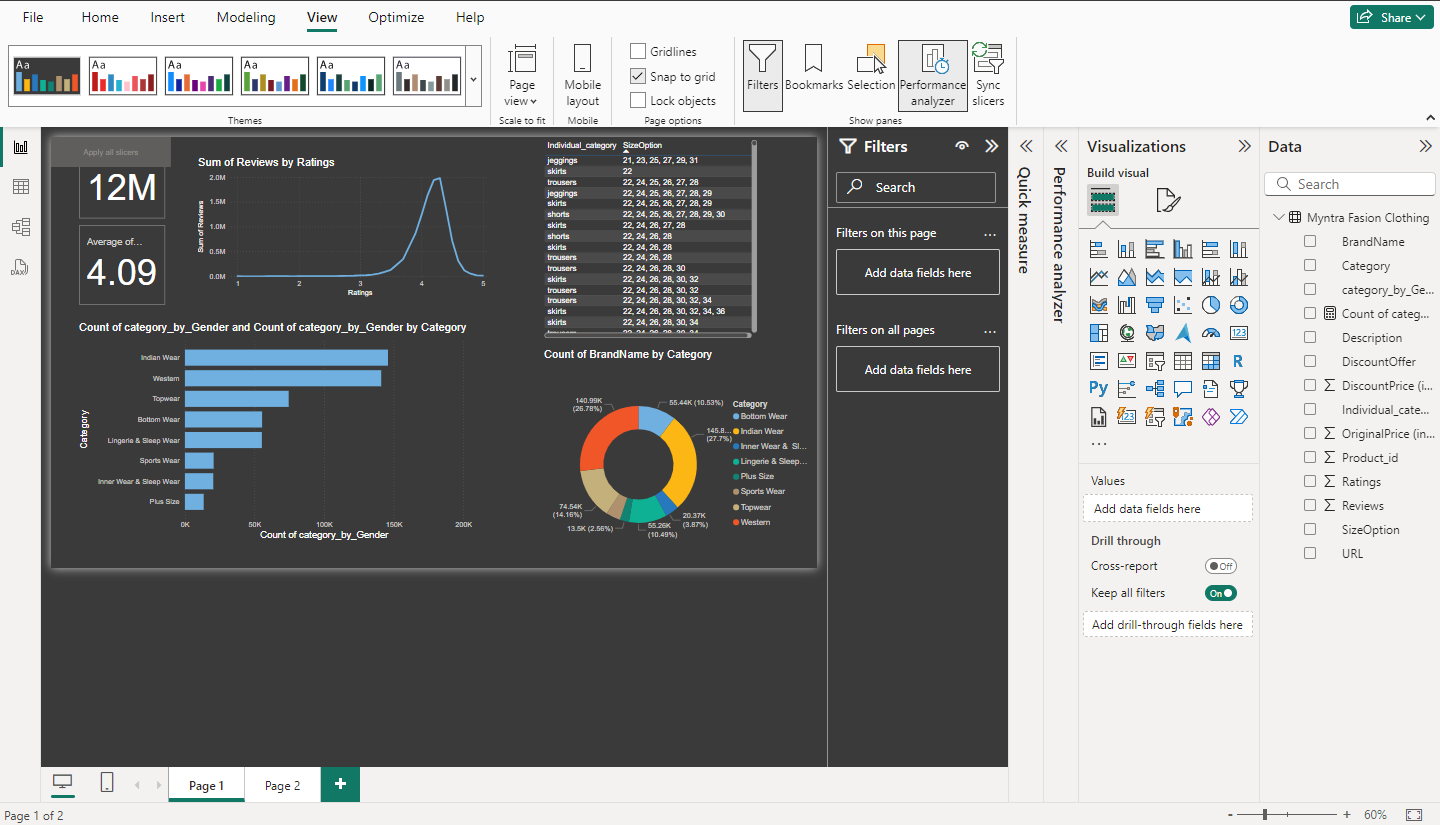 File Home Insert Modeling View Optimize Help
Share
Aa Aa Aa Aa Aa Aa
Themes
Page view
Scale to fit
Mobile layout
Mobile
Gridlines
Snap to grid
Lock objects
Page options
Filters
Bookmarks
Selection
Performance analyzer
Sync slicers
Show panes
Apply all slicers
12M
Average of...
4.09
Sum of Reviews by Ratings
Sum of Reviews
2.0M
1.5M
1.0M
0.5M
0.0M
1 2 3 4 5
Ratings
Individual_category SizeOption
jeggings 21, 23, 25, 27, 29, 31
skirts 22
trousers 22, 24, 25, 26, 27, 28
jeggings 22, 24, 25, 26, 27, 28, 29
skirts 22, 24, 25, 26, 27, 28, 29
shorts 22, 24, 25, 26, 27, 28, 29, 30
skirts 22, 24, 26, 27, 28
shorts 22, 24, 26, 28
skirts 22, 24, 26, 28
trousers 22, 24, 26, 28
trousers 22, 24, 26, 28, 30
skirts 22, 24, 26, 28, 30, 32
trousers 22, 24, 26, 28, 30, 32
trousers 22, 24, 26, 28, 30, 32, 34
skirts 22, 24, 26, 28, 30, 32, 34, 36
skirts 22, 24, 26, 28, 30, 34
Count of category_by_Gender and Count of category_by_Gender by Category
Category
Indian Wear
Western
Topwear
Bottom Wear
Lingerie & Sleep Wear
Sports Wear
Inner Wear & Sleep Wear
Plus Size
0K 50K 100K 150K 200K
Count of category_by_Gender
Count of BrandName by Category
140.99K
(26.78%)
55.44K (10.53%)
145.8...
(27.7%)
20.37K
(3.87%)
55.26K
(10.49%)
13.5K (2.56%)
74.54K
(14.16%)
Category
Bottom Wear
Indian Wear
Inner Wear & Sl...
Lingerie & Sleep...
Plus Size
Sports Wear
Topwear
Western
Filters
Search
Filters on this page ...
Add data fields here
Filters on all pages ...
Add data fields here
Quick measure
Performance analyzer
Visualizations
Build visual
123
R
Py
123
...
Values
Add data fields here
Drill through
Cross-report Off
Keep all filters On
Add drill-through fields here
Data
Search
Myntra Fasion Clothing
BrandName
Category
category_by_Ge...
Count of categ...
Description
DiscountOffer
∑ DiscountPrice (i...
Individual_cate...
∑ OriginalPrice (in...
∑ Product_id
∑ Ratings
∑ Reviews
SizeOption
URL
DAX
Page 1 Page 2 +
Page 1 of 2
- + 60%